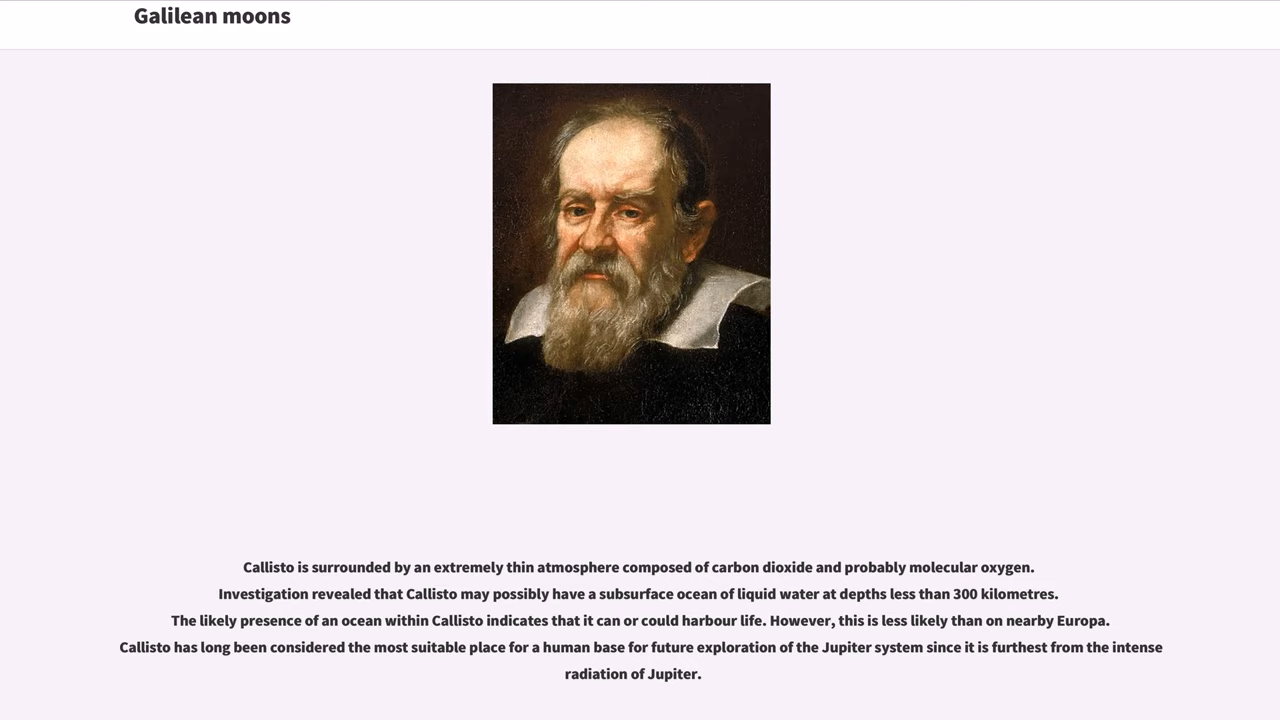 Galilean moons
Callisto is surrounded by an extremely thin atmosphere composed of carbon dioxide and probably molecular oxygen.
Investigation revealed that Callisto may possibly have a subsurface ocean of liquid water at depths less than 300 kilometres.
The likely presence of an ocean within Callisto indicates that it can or could harbour life. However, this is less likely than on nearby Europa.
Callisto has long been considered the most suitable place for a human base for future exploration of the Jupiter system since it is furthest from the intense
radiation of Jupiter.